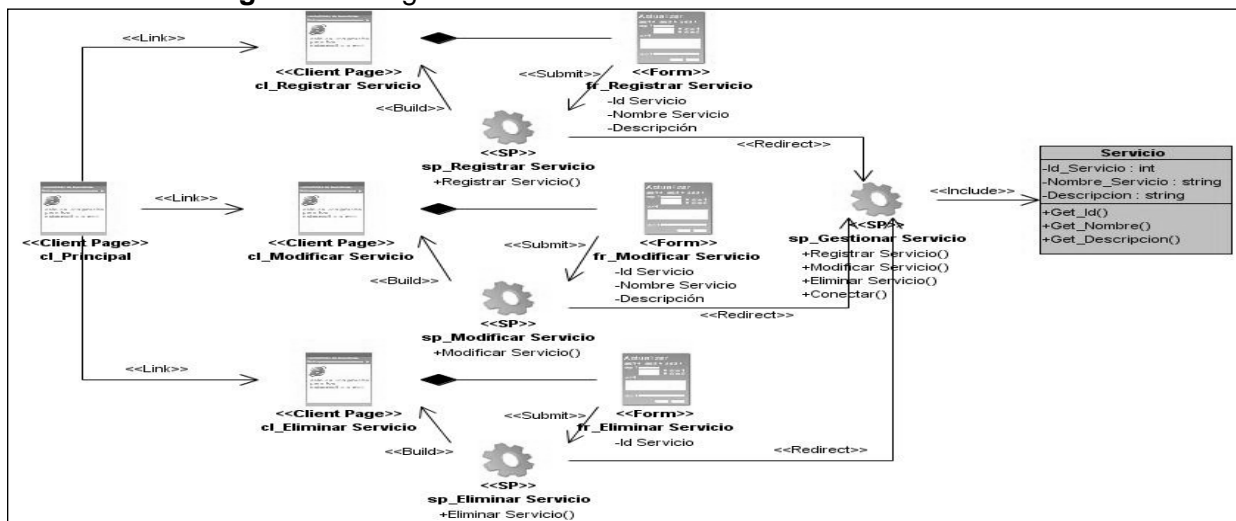 <<Link>>
<<Client Page>>
cl_Registrar Servicio
<<Submit>>
Actualizar
<<Form>>
fr_Registrar Servicio
-Id Servicio
-Nombre Servicio
-Descripción
<<Build>>
<<SP>>
sp_Registrar Servicio
+Registrar Servicio()
<<Redirect>>
<<Client Page>>
cl_Principal
<<Link>>
<<Client Page>>
cl_Modificar Servicio
<<Submit>>
<<Form>>
fr_Modificar Servicio
-Id Servicio
-Nombre Servicio
-Descripción
<<Build>>
<<SP>>
sp_Modificar Servicio
+Modificar Servicio()
<<Redirect>>
<<SP>>
sp_Gestionar Servicio
+Registrar Servicio()
+Modificar Servicio()
+Eliminar Servicio()
+Conectar()
<<Include>>
Servicio
-Id_Servicio : int
-Nombre_Servicio : string
-Descripcion : string
+Get_Id()
+Get_Nombre()
+Get_Descripcion()
<<Link>>
<<Client Page>>
cl_Eliminar Servicio
<<Submit>>
Actualizar
<<Form>>
fr_Eliminar Servicio
-Id Servicio
<<Build>>
<<SP>>
sp_Eliminar Servicio
+Eliminar Servicio()
<<Redirect>>